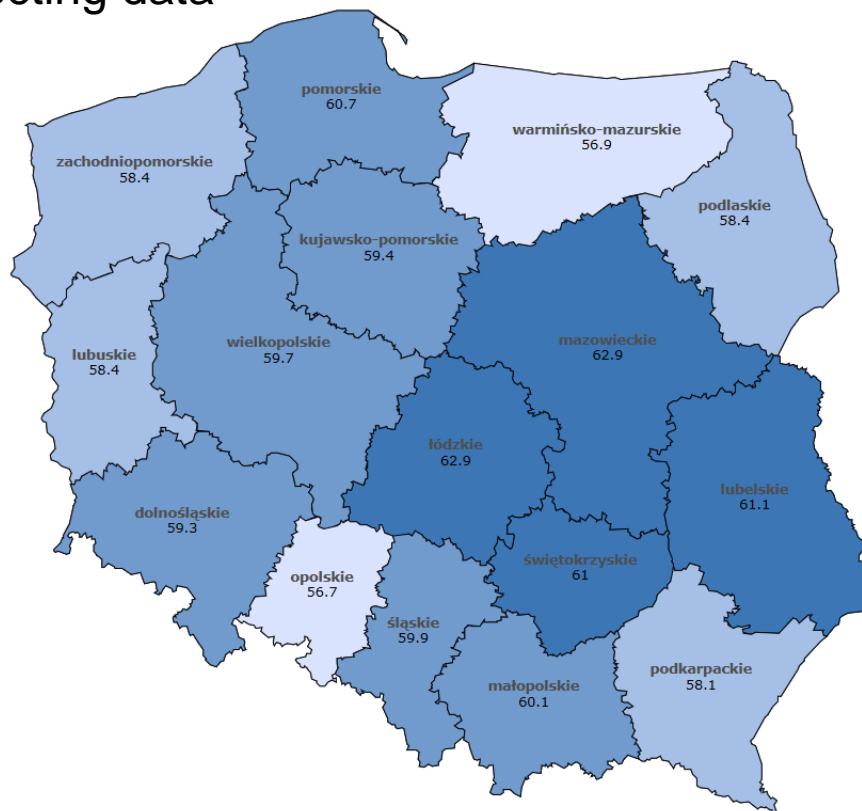 pomorskie
60.7
warmińsko-mazurskie
56.9
zachodniopomorskie
58.4
podlaskie
58.4
kujawsko-pomorskie
59.4
wielkopolskie
59.7
mazowieckie
62.9
lubuskie
58.4
łódzkie
62.9
lubelskie
61.1
dolnośląskie
59.3
świętokrzyskie
61
opolskie
56.7
śląskie
59.9
podkarpackie
58.1
małopolskie
60.1